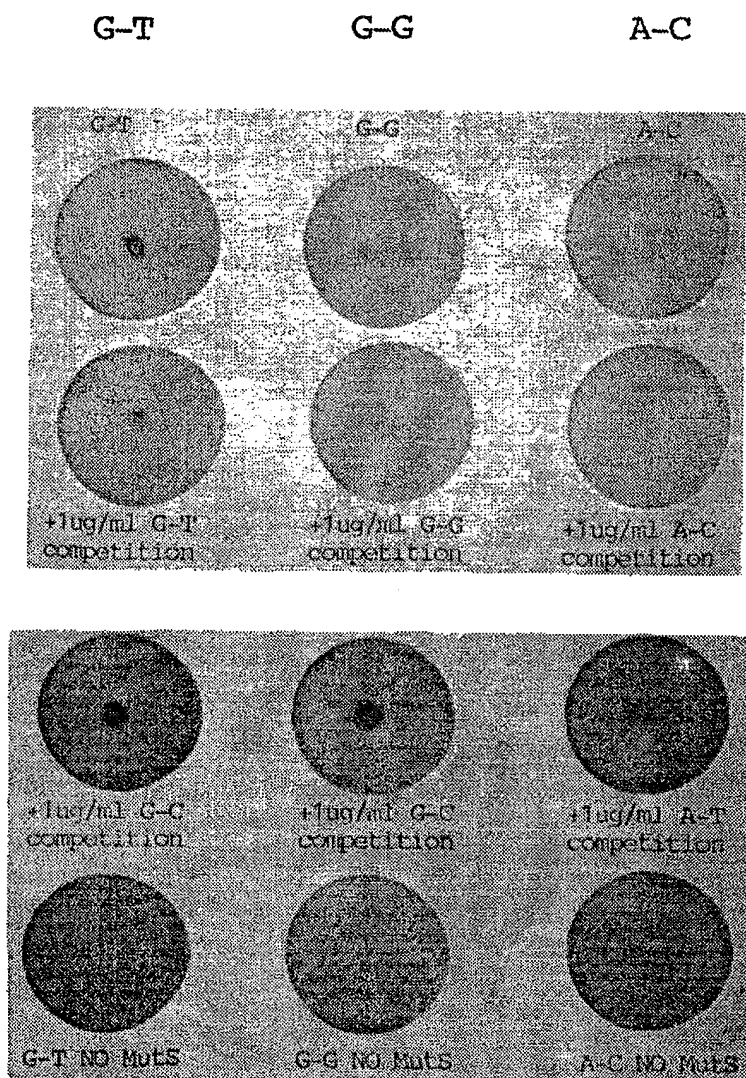 G–T G–G A–C
G-T G-G A-C
+1ug/ml G-T +1ug/ml G-G +1ug/ml A-C
competition competition competition
+1ug/ml G-C +1ug/ml G-C +1ug/ml A-T
competition competition competition
G-T NO MutS G-G NO MutS A-C NO MutS